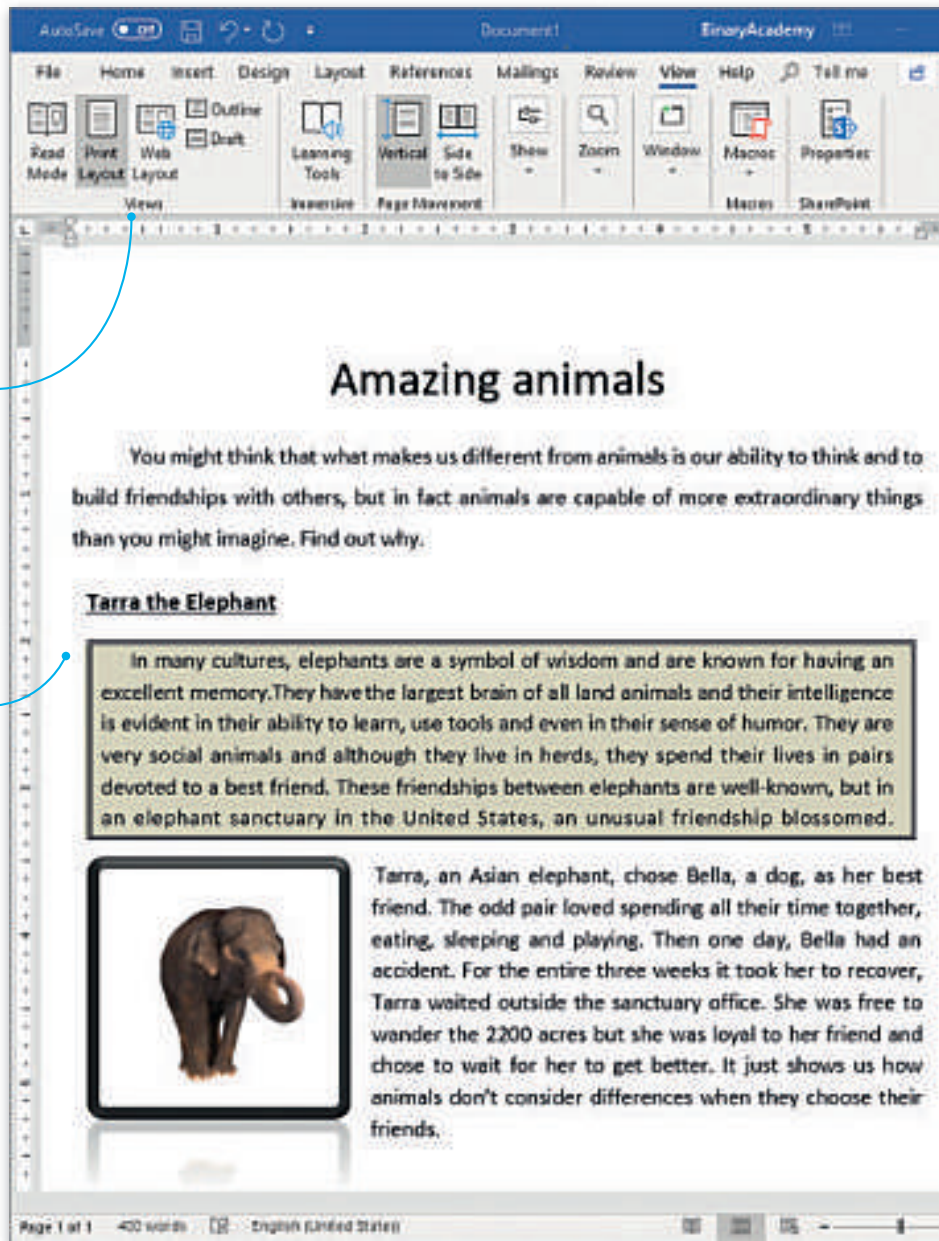 AutoSave Off Document1 BinaryAcademy
File Home Insert Design Layout References Mailings Review View Help Tell me
Read Mode
Print Layout
Web Layout
Outline
Draft
Learning Tools
Vertical
Side to Side
Show
Zoom
Window
Macros
Properties
Views Immersive Page Movement Macros SharePoint
Amazing animals
You might think that what makes us different from animals is our ability to think and to
build friendships with others, but in fact animals are capable of more extraordinary things
than you might imagine. Find out why.
Tarra the Elephant
In many cultures, elephants are a symbol of wisdom and are known for having an
excellent memory.They have the largest brain of all land animals and their intelligence
is evident in their ability to learn, use tools and even in their sense of humor. They are
very social animals and although they live in herds, they spend their lives in pairs
devoted to a best friend. These friendships between elephants are well-known, but in
an elephant sanctuary in the United States, an unusual friendship blossomed.
Tarra, an Asian elephant, chose Bella, a dog, as her best
friend. The odd pair loved spending all their time together,
eating, sleeping and playing. Then one day, Bella had an
accident. For the entire three weeks it took her to recover,
Tarra waited outside the sanctuary office. She was free to
wander the 2200 acres but she was loyal to her friend and
chose to wait for her to get better. It just shows us how
animals don't consider differences when they choose their
friends.
Page 1 of 1 400 words English (United States)